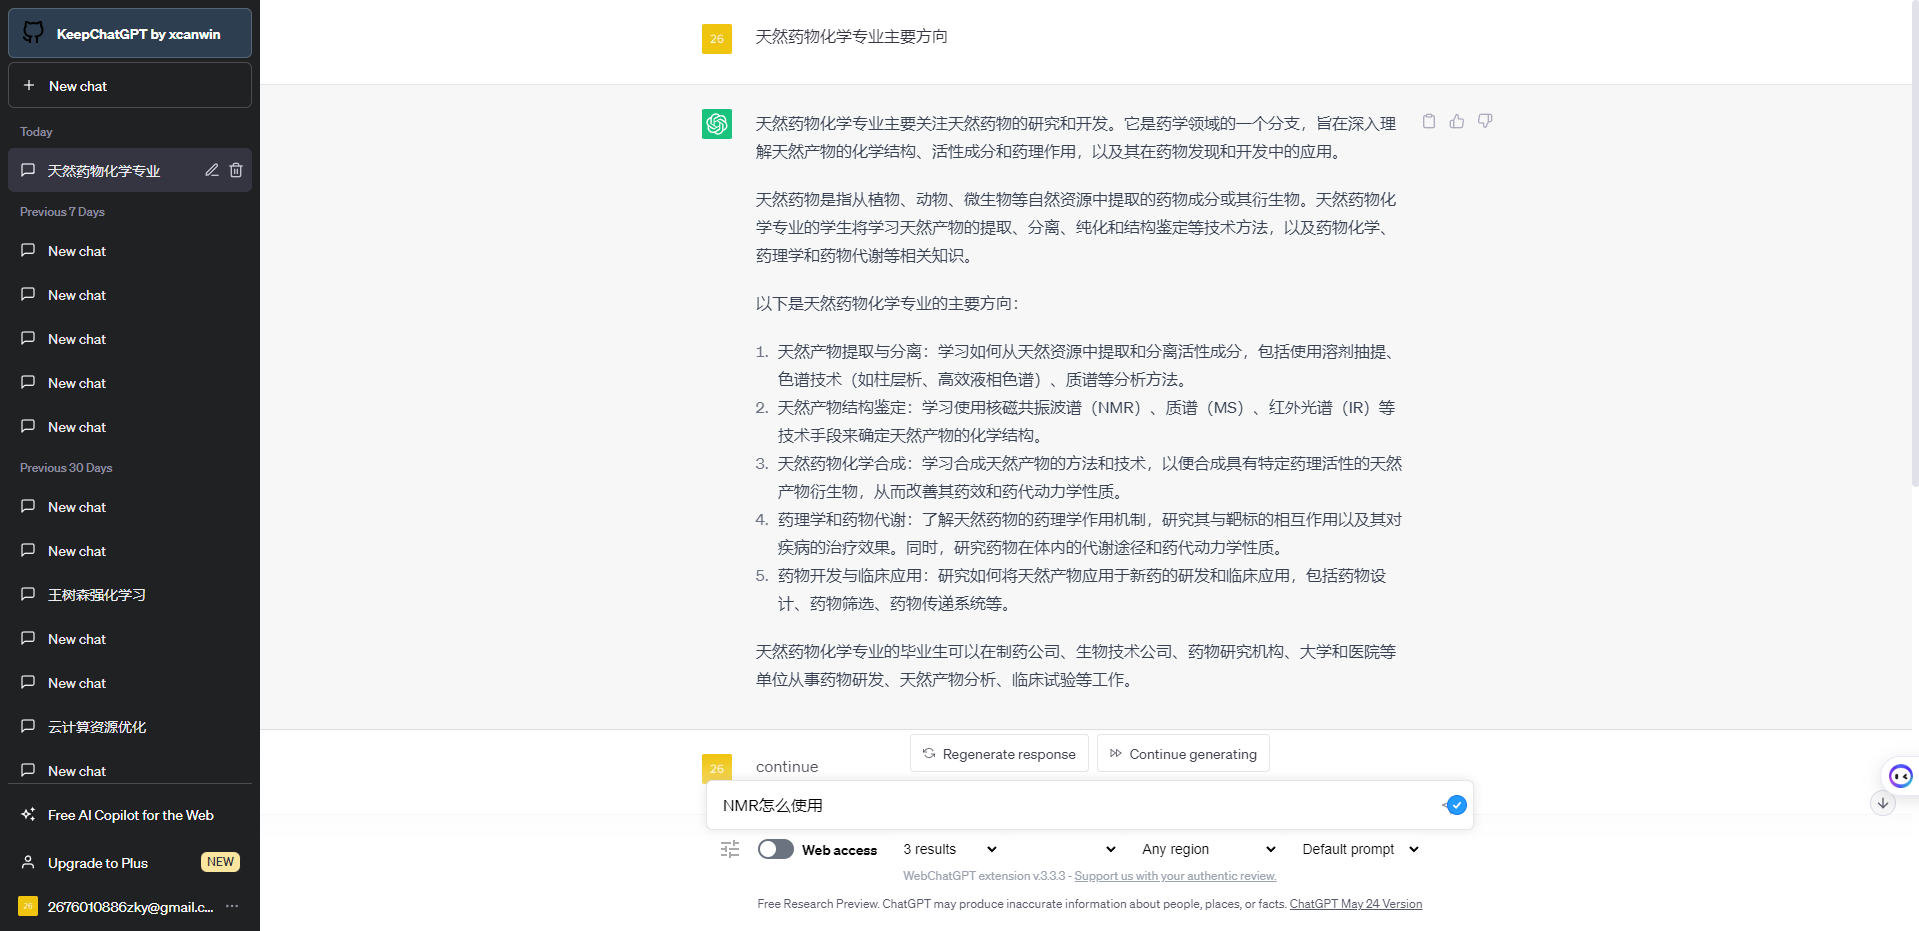 KeepChatGPT by xcanwin
New chat
Today
天然药物化学专业
Previous 7 Days
New chat
New chat
New chat
New chat
New chat
Previous 30 Days
New chat
New chat
王树森强化学习
New chat
New chat
云计算资源优化
New chat
Free AI Copilot for the Web
Upgrade to Plus
NEW
26
2676010886zky@gmail.c...
26
天然药物化学专业主要方向
天然药物化学专业主要关注天然药物的研究和开发。它是药学领域的一个分支，旨在深入理
解天然产物的化学结构、活性成分和药理作用，以及其在药物发现和开发中的应用。
天然药物是指从植物、动物、微生物等自然资源中提取的药物成分或其衍生物。天然药物化
学专业的学生将学习天然产物的提取、分离、纯化和结构鉴定等技术方法，以及药物化学、
药理学和药物代谢等相关知识。
以下是天然药物化学专业的主要方向：
1. 天然产物提取与分离：学习如何从天然资源中提取和分离活性成分，包括使用溶剂抽提、
色谱技术（如柱层析、高效液相色谱）、质谱等分析方法。
2. 天然产物结构鉴定：学习使用核磁共振波谱（NMR）、质谱（MS）、红外光谱（IR）等
技术手段来确定天然产物的化学结构。
3. 天然药物化学合成：学习合成天然产物的方法和技术，以便合成具有特定药理活性的天然
产物衍生物，从而改善其药效和药代动力学性质。
4. 药理学和药物代谢：了解天然药物的药理学作用机制，研究其与靶标的相互作用以及其对
疾病的治疗效果。同时，研究药物在体内的代谢途径和药代动力学性质。
5. 药物开发与临床应用：研究如何将天然产物应用于新药的研发和临床应用，包括药物设
计、药物筛选、药物传递系统等。
天然药物化学专业的毕业生可以在制药公司、生物技术公司、药物研究机构、大学和医院等
单位从事药物研发、天然产物分析、临床试验等工作。
26
continue
Regenerate response
Continue generating
NMR怎么使用
Web access
3 results
Any region
Default prompt
WebChatGPT extension v.3.3.3 - Support us with your authentic review.
Free Research Preview. ChatGPT may produce inaccurate information about people, places, or facts. ChatGPT May 24 Version